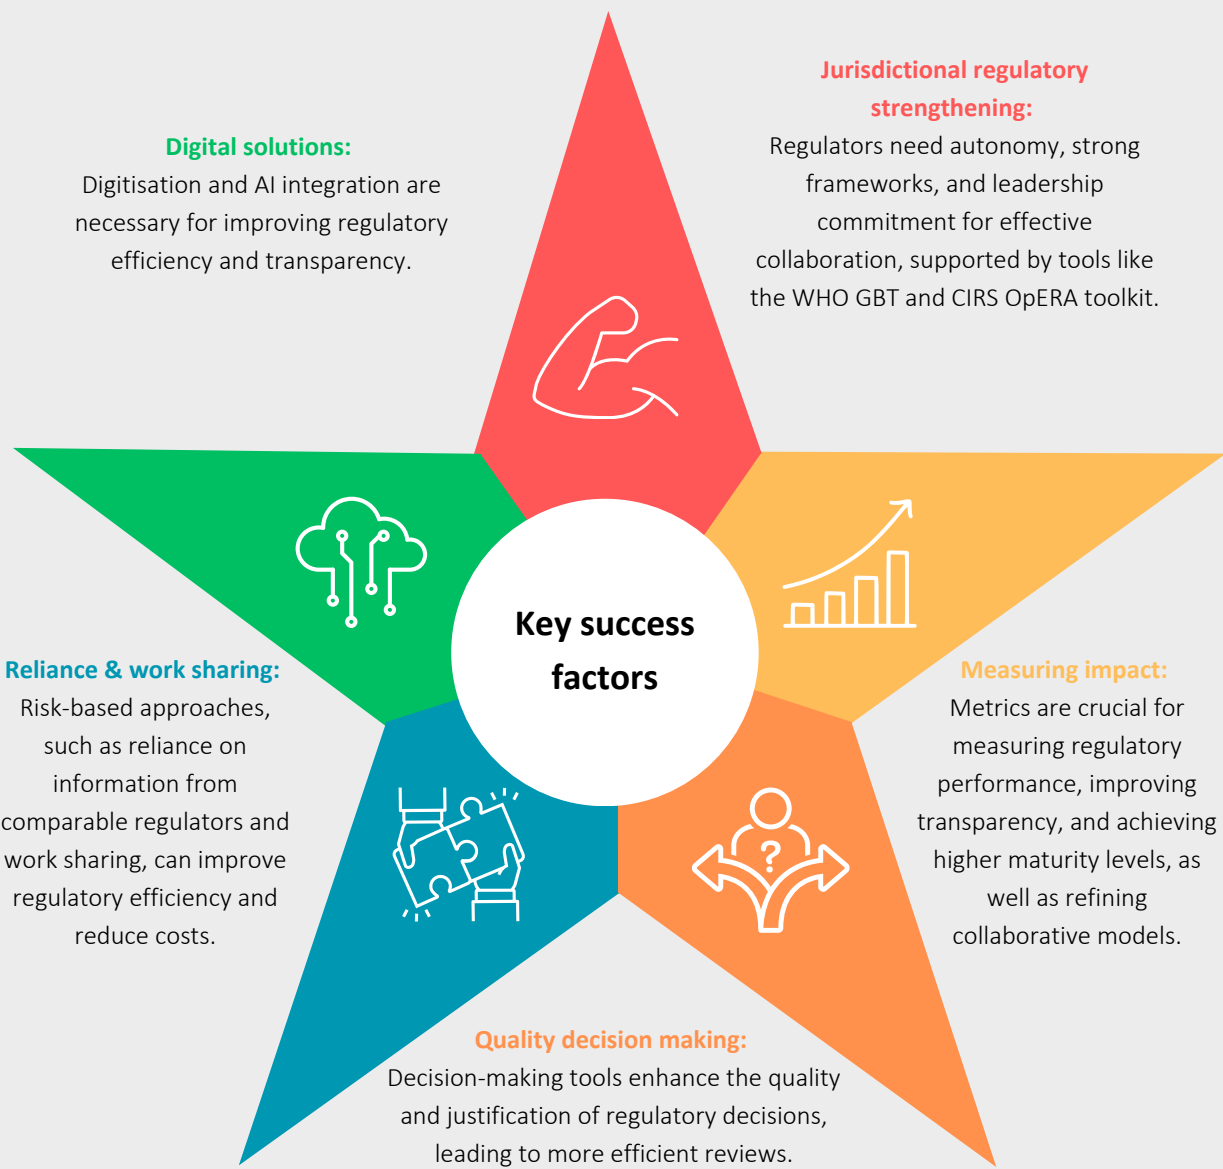 Jurisdictional regulatory
strengthening:
Regulators need autonomy, strong
frameworks, and leadership
commitment for effective
collaboration, supported by tools like
the WHO GBT and CIRS OpERA toolkit.
Digital solutions:
Digitisation and AI integration are
necessary for improving regulatory
efficiency and transparency.
Key success
factors
?
Reliance & work sharing:
Risk-based approaches,
such as reliance on
information from
comparable regulators and
work sharing, can improve
regulatory efficiency and
reduce costs.
Measuring impact:
Metrics are crucial for
measuring regulatory
performance, improving
transparency, and achieving
higher maturity levels, as
well as refining
collaborative models.
Quality decision making:
Decision-making tools enhance the quality
and justification of regulatory decisions,
leading to more efficient reviews.